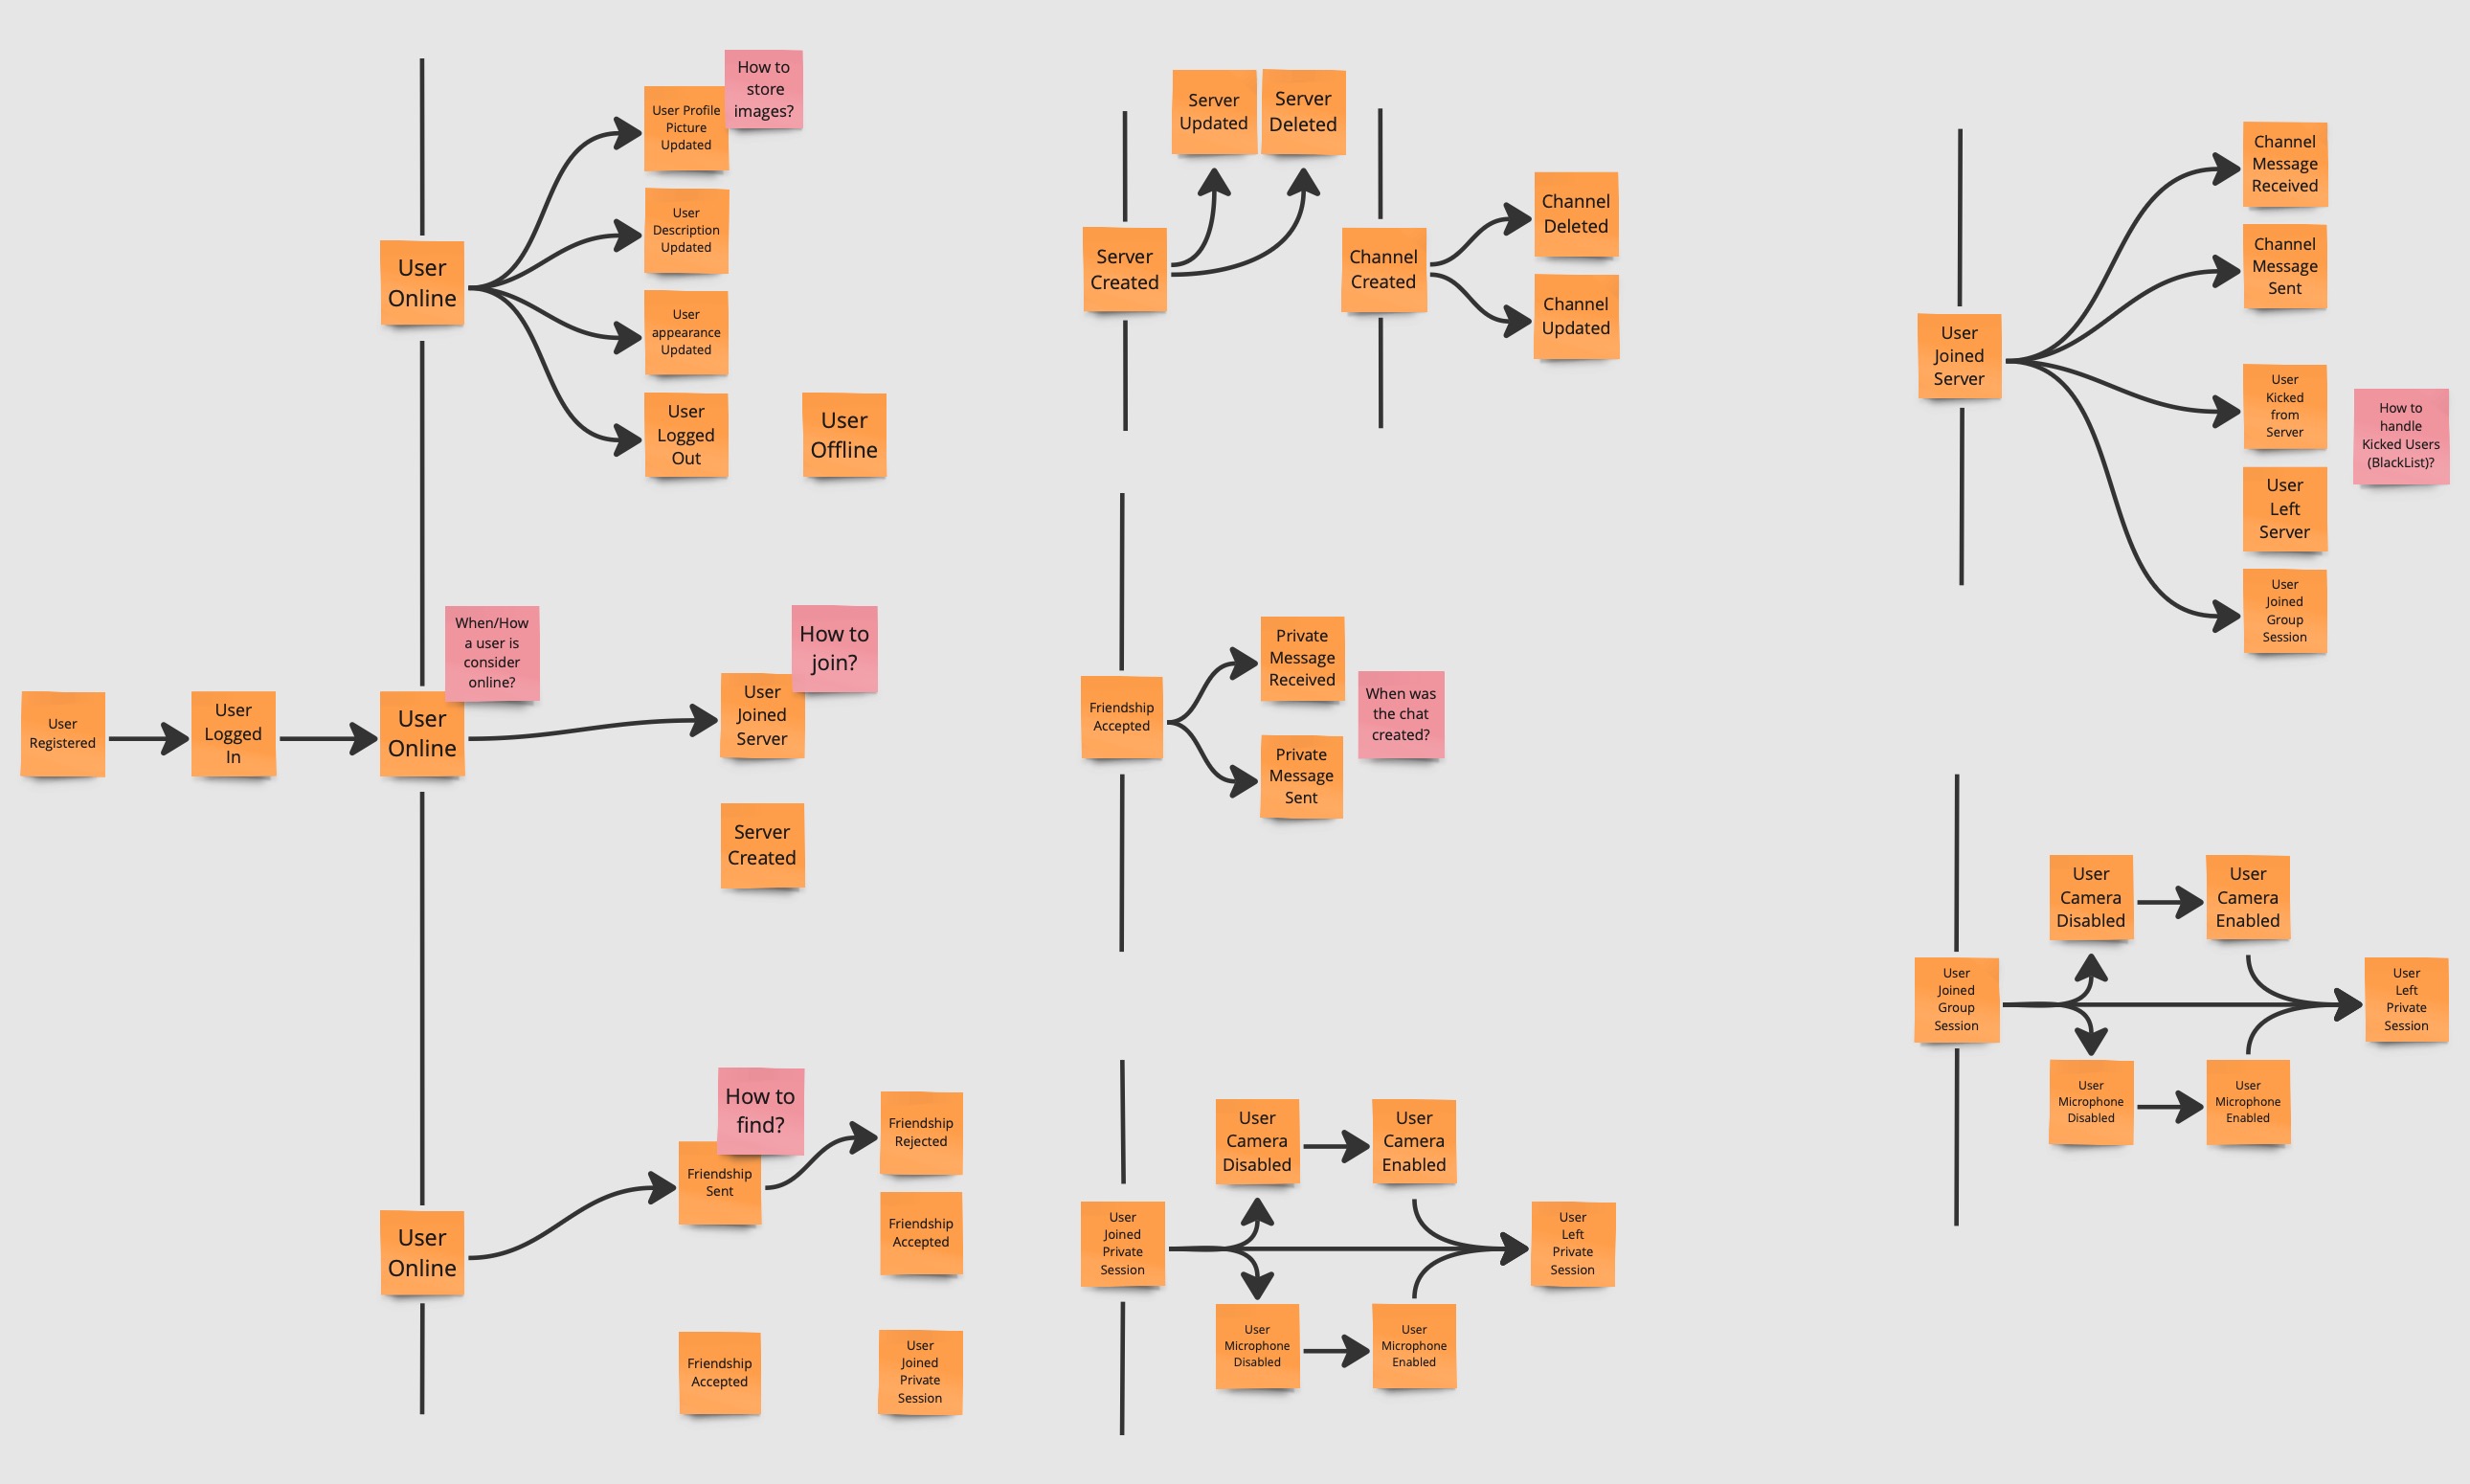 How to
store
images?
User Profile
Picture
Updated
User
Description
Updated
User
Online
User
appearance
Updated
User
Logged
Out
User
Offline
When/How
a user is
consider
online?
How to
join?
User
Registered
User
Logged
In
User
Online
User
Joined
Server
Server
Created
How to
find?
Friendship
Sent
Friendship
Rejected
Friendship
Accepted
User
Online
Friendship
Accepted
User
Joined
Private
Session
Server
Updated
Server
Deleted
Server
Created
Channel
Created
Channel
Deleted
Channel
Updated
Friendship
Accepted
Private
Message
Received
Private
Message
Sent
When was
the chat
created?
User
Joined
Private
Session
User
Camera
Disabled
User
Camera
Enabled
User
Microphone
Disabled
User
Microphone
Enabled
User
Left
Private
Session
User
Joined
Server
Channel
Message
Received
Channel
Message
Sent
User
Kicked
from
Server
How to
handle
Kicked Users
(BlackList)?
User
Left
Server
User
Joined
Group
Session
User
Joined
Group
Session
User
Camera
Disabled
User
Camera
Enabled
User
Microphone
Disabled
User
Microphone
Enabled
User
Left
Private
Session